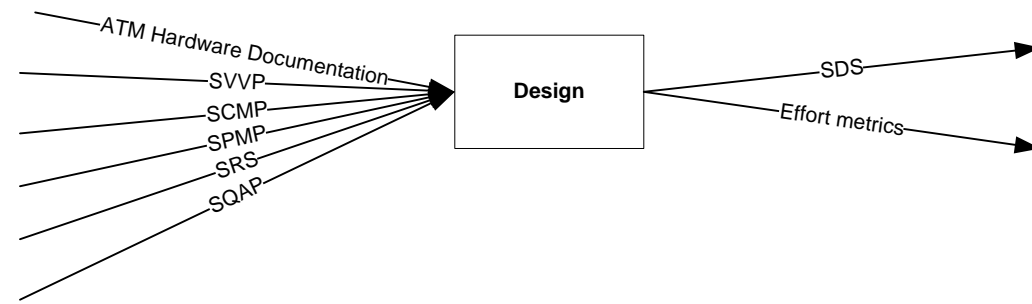 ATM Hardware Documentation
SVVP
SCMP
SPMP
SRS
SQAP
Design
SDS
Effort metrics